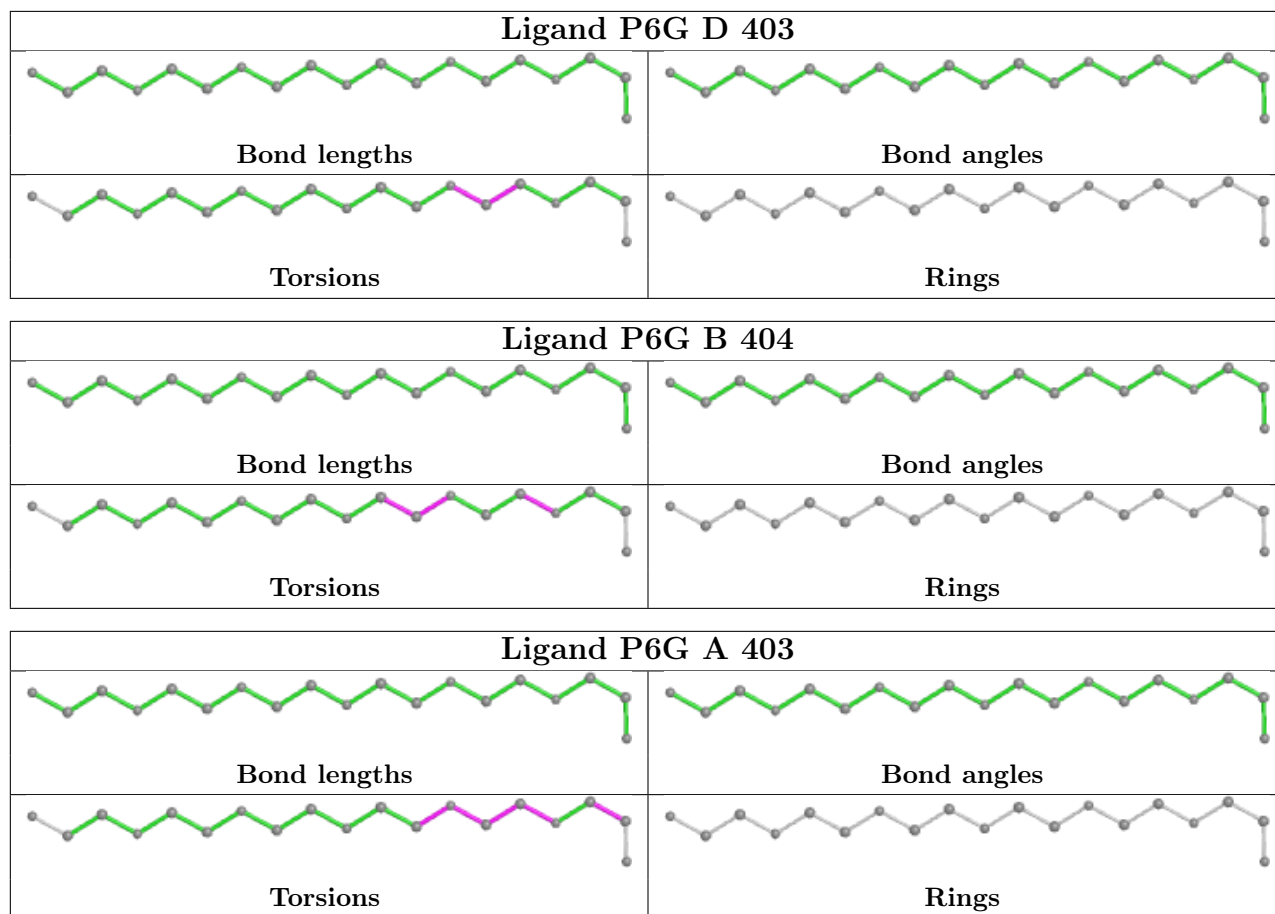 Ligand P6G D 403
Bond lengths Bond angles
Torsions Rings
Ligand P6G B 404
Bond lengths Bond angles
Torsions Rings
Ligand P6G A 403
Bond lengths Bond angles
Torsions Rings